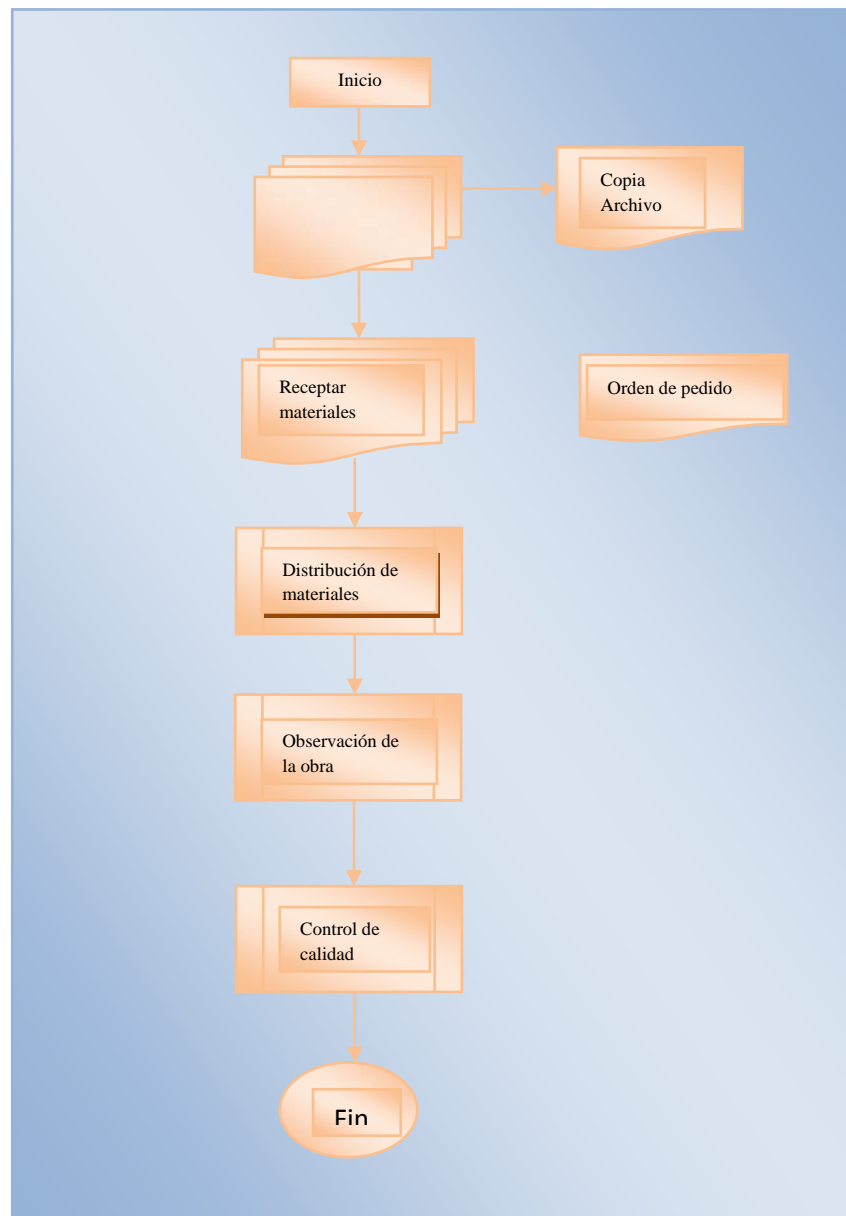 Inicio
Copia
Archivo
Receptar
materiales
Orden de pedido
Distribución de
materiales
Observación de
la obra
Control de
calidad
Fin